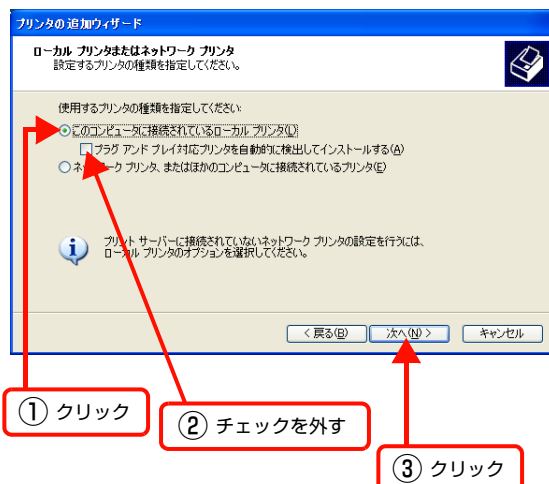 プリンタの追加ウィザード
ローカル プリンタまたはネットワーク プリンタ
設定するプリンタの種類を指定してください。
使用するプリンタの種類を指定してください:
このコンピュータに接続されているローカル プリンタ(L)
プラグ アンド プレイ対応プリンタを自動的に検出してインストールする(A)
ネットワーク プリンタ、またはほかのコンピュータに接続されているプリンタ(E)
プリント サーバーに接続されていないネットワーク プリンタの設定を行うには、
ローカル プリンタのオプションを選択してください。
< 戻る(B) 次へ(N) > キャンセル
① クリック
② チェックを外す
③ クリック